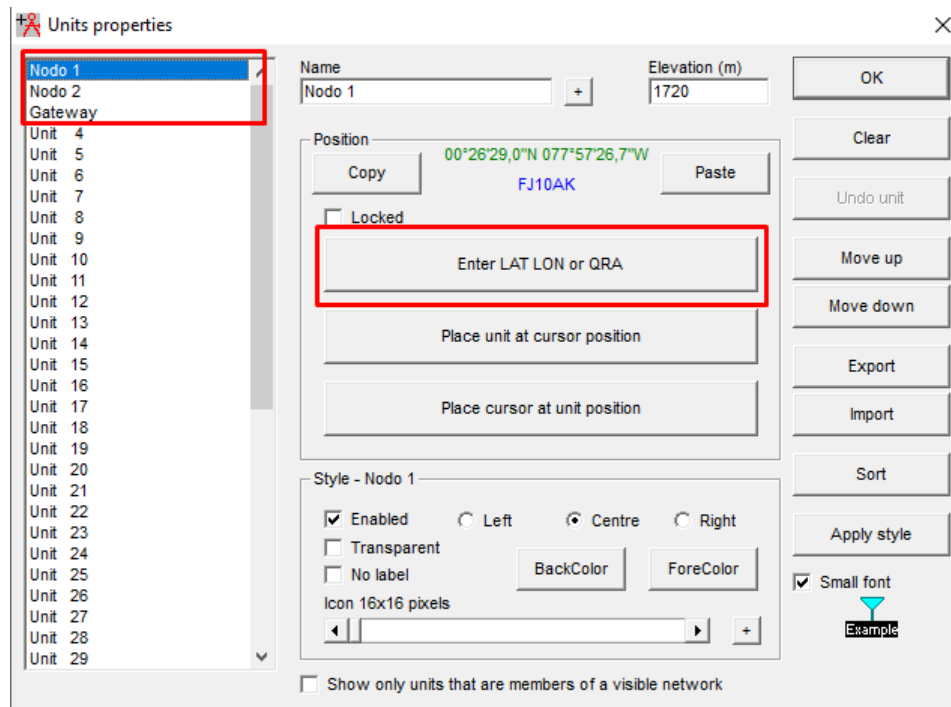 Units properties
Nodo 1
Nodo 2
Gateway
Unit 4
Unit 5
Unit 6
Unit 7
Unit 8
Unit 9
Unit 10
Unit 11
Unit 12
Unit 13
Unit 14
Unit 15
Unit 16
Unit 17
Unit 18
Unit 19
Unit 20
Unit 21
Unit 22
Unit 23
Unit 24
Unit 25
Unit 26
Unit 27
Unit 28
Unit 29
Name
Elevation (m)
Nodo 1
+
1720
Position
Copy
00°26'29,0"N 077°57'26,7"W
FJ10AK
Paste
Locked
Enter LAT LON or QRA
Place unit at cursor position
Place cursor at unit position
Style - Nodo 1
Enabled
Left
Centre
Right
Transparent
No label
BackColor
ForeColor
Icon 16x16 pixels
+
Show only units that are members of a visible network
OK
Clear
Undo unit
Move up
Move down
Export
Import
Sort
Apply style
Small font
Example